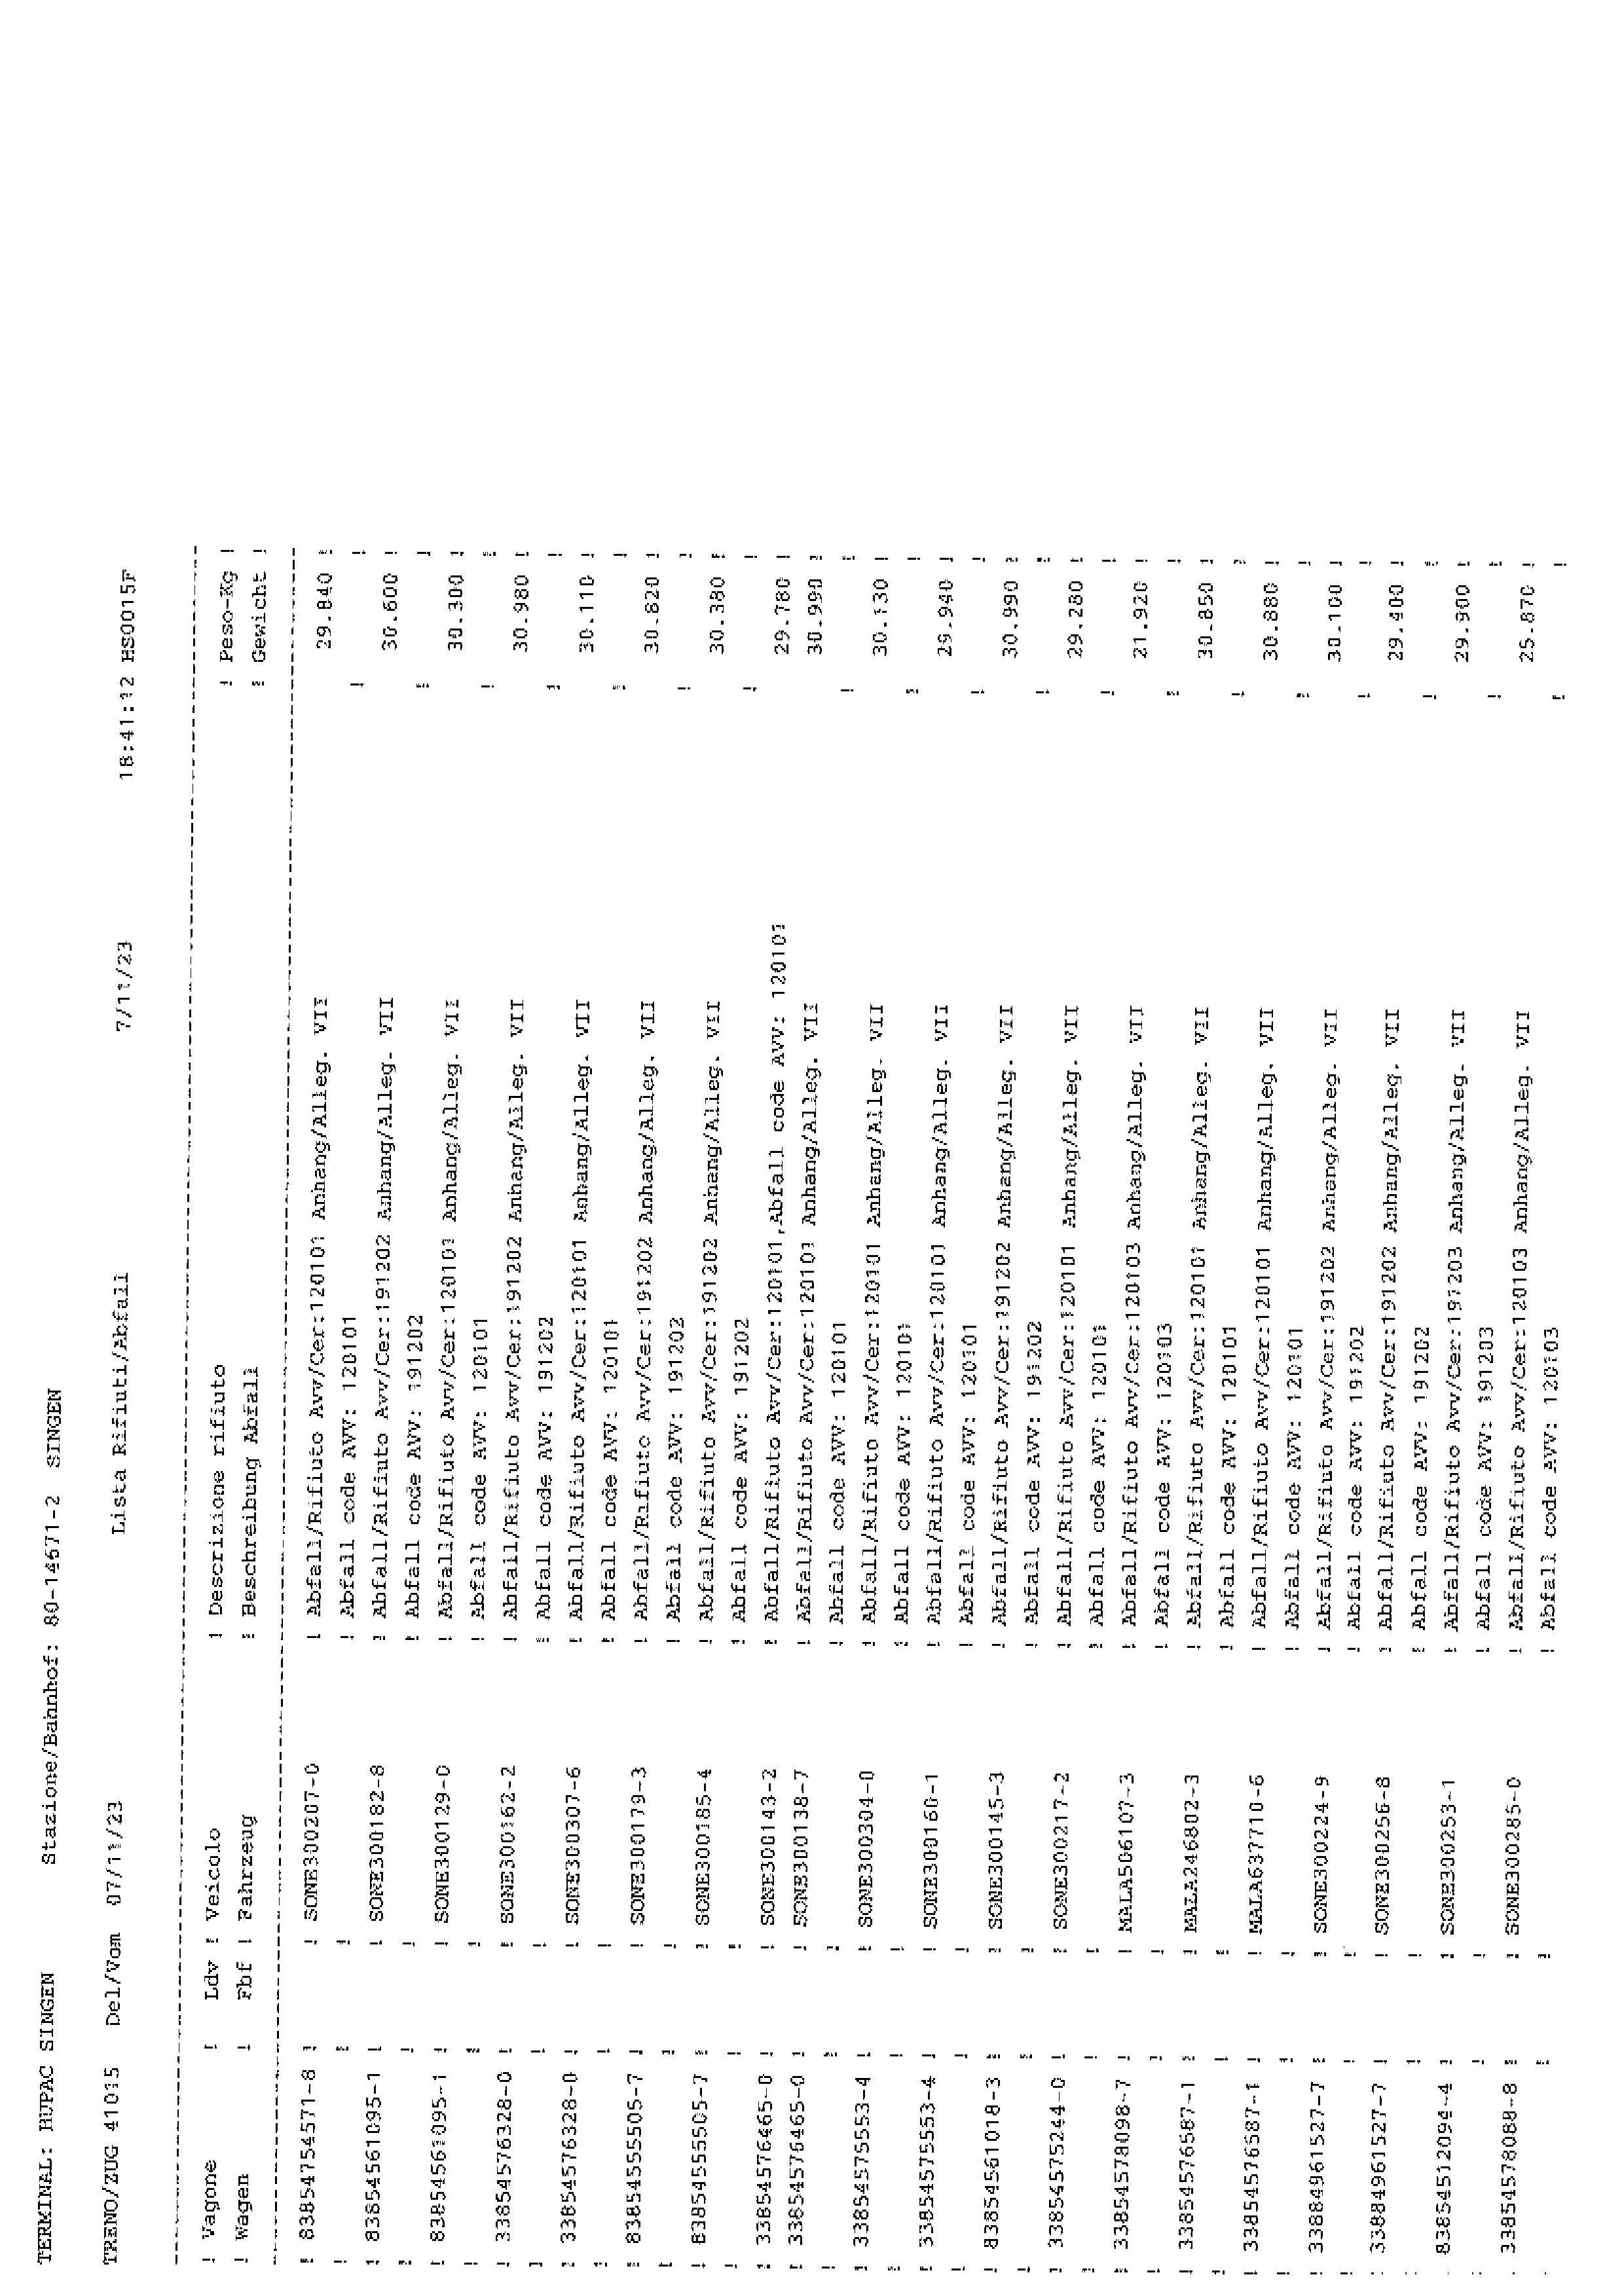 TERMINAL: HUPAC SINGEN Stazione/Bahnhof: 80-14671-2 SINGEN
TRENO/ZUG 41015 Del/Vom 07/11/23 Lista Rifiuti/Abfall 7/11/23 18:41:12 HS0015F
! Vagone ! Ldv ! Veicolo ! Descrizione rifiuto ! Peso-Kg !
! Wagen ! Fbf ! Fahrzeug ! Beschreibung Abfall ! Gewicht !
! 83854754571-8 ! ! SONE300207-0 ! Abfall/Rifiuto Avv/Cer:120101 Anhang/Alleg. VII 29.840 !
! ! ! ! Abfall code AVV: 120101 ! !
! 83854561095-1 ! ! SONE300182-8 ! Abfall/Rifiuto Avv/Cer:191202 Anhang/Alleg. VII 30.600 !
! ! ! ! Abfall code AVV: 191202 ! !
! 83854561095-1 ! ! SONE300129-0 ! Abfall/Rifiuto Avv/Cer:120101 Anhang/Alleg. VII 30.300 !
! ! ! ! Abfall code AVV: 120101 ! !
! 33854576328-0 ! ! SONE300162-2 ! Abfall/Rifiuto Avv/Cer:191202 Anhang/Alleg. VII 30.980 !
! ! ! ! Abfall code AVV: 191202 ! !
! 33854576328-0 ! ! SONE300307-6 ! Abfall/Rifiuto Avv/Cer:120101 Anhang/Alleg. VII 30.110 !
! ! ! ! Abfall code AVV: 120101 ! !
! 83854555505-7 ! ! SONE300179-3 ! Abfall/Rifiuto Avv/Cer:191202 Anhang/Alleg. VII 30.820 !
! ! ! ! Abfall code AVV: 191202 ! !
! 83854555505-7 ! ! SONE300185-4 ! Abfall/Rifiuto Avv/Cer:191202 Anhang/Alleg. VII 30.380 !
! ! ! ! Abfall code AVV: 191202 ! !
! 33854576465-0 ! ! SONE300143-2 ! Abfall/Rifiuto Avv/Cer:120101,Abfall code AVV: 120101 29.780 !
! 33854576465-0 ! ! SONE300138-7 ! Abfall/Rifiuto Avv/Cer:120101 Anhang/Alleg. VII 30.990 !
! ! ! ! Abfall code AVV: 120101 ! !
! 33854575553-4 ! ! SONE300304-0 ! Abfall/Rifiuto Avv/Cer:120101 Anhang/Alleg. VII 30.130 !
! ! ! ! Abfall code AVV: 120101 ! !
! 33854575553-4 ! ! SONE300160-1 ! Abfall/Rifiuto Avv/Cer:120101 Anhang/Alleg. VII 29.940 !
! ! ! ! Abfall code AVV: 120101 ! !
! 83854561018-3 ! ! SONE300145-3 ! Abfall/Rifiuto Avv/Cer:191202 Anhang/Alleg. VII 30.990 !
! ! ! ! Abfall code AVV: 191202 ! !
! 33854575244-0 ! ! SONE300217-2 ! Abfall/Rifiuto Avv/Cer:120101 Anhang/Alleg. VII 29.280 !
! ! ! ! Abfall code AVV: 120101 ! !
! 33854578098-7 ! ! MALA506107-3 ! Abfall/Rifiuto Avv/Cer:120103 Anhang/Alleg. VII 21.920 !
! ! ! ! Abfall code AVV: 120103 ! !
! 33854576587-1 ! ! MALA246802-3 ! Abfall/Rifiuto Avv/Cer:120101 Anhang/Alleg. VII 30.850 !
! ! ! ! Abfall code AVV: 120101 ! !
! 33854576587-1 ! ! MALA637710-6 ! Abfall/Rifiuto Avv/Cer:120101 Anhang/Alleg. VII 30.880 !
! ! ! ! Abfall code AVV: 120101 ! !
! 33884961527-7 ! ! SONE300224-9 ! Abfall/Rifiuto Avv/Cer:191202 Anhang/Alleg. VII 30.100 !
! ! ! ! Abfall code AVV: 191202 ! !
! 33884961527-7 ! ! SONE300256-8 ! Abfall/Rifiuto Avv/Cer:191202 Anhang/Alleg. VII 29.400 !
! ! ! ! Abfall code AVV: 191202 ! !
83854512094-4 ! ! SONE300253-1 ! Abfall/Rifiuto Avv/Cer:191203 Anhang/Alleg. VII 29.900 !
! ! ! Abfall code AVV: 191203 ! !
33854578088-8 ! ! SONE300285-0 ! Abfall/Rifiuto Avv/Cer:120103 Anhang/Alleg. VII 25.870 !
! ! ! Abfall code AVV: 120103 ! !